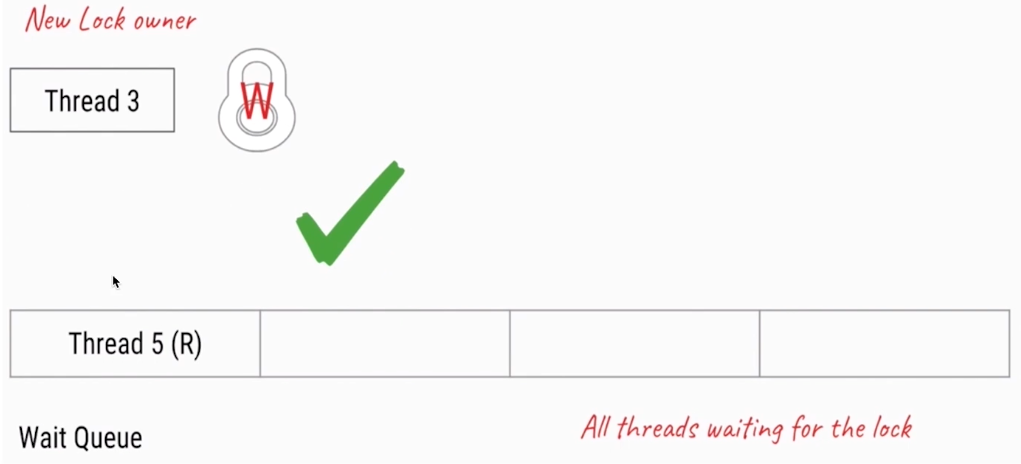 New Lock owner
Thread 3
W
Thread 5 (R)
Wait Queue
All threads waiting for the lock